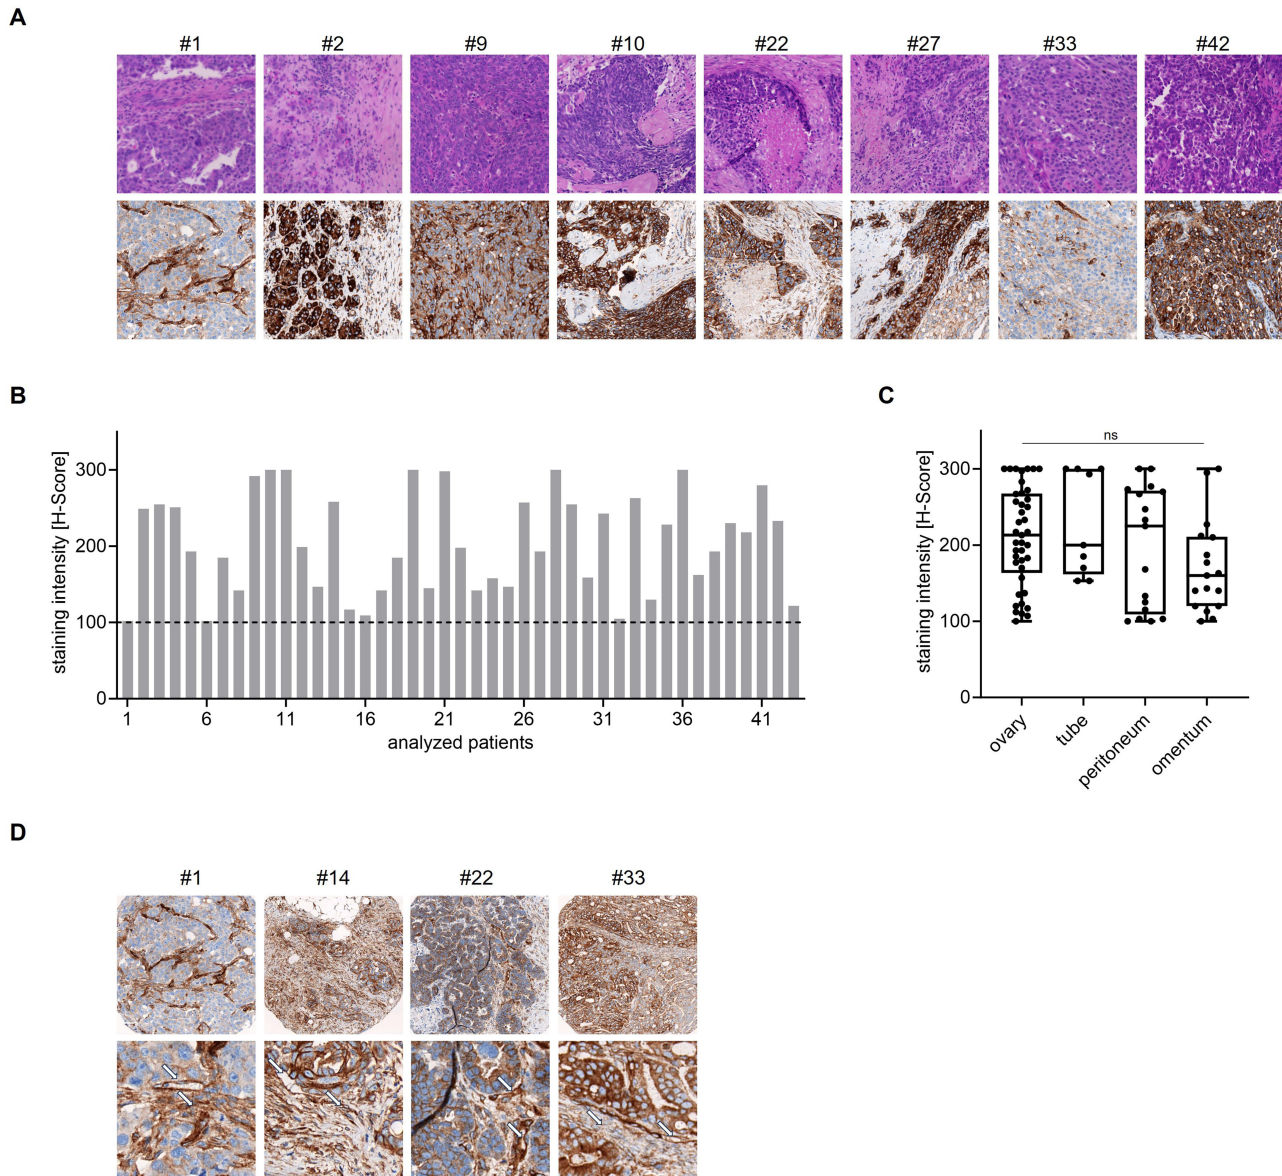 A
#1 #2 #9 #10 #22 #27 #33 #42
B
staining intensity [H-Score]
300
200
100
0
1 6 11 16 21 26 31 36 41
analyzed patients
C
staining intensity [H-Score]
ns
300
200
100
0
ovary tube peritoneum omentum
D
#1 #14 #22 #33